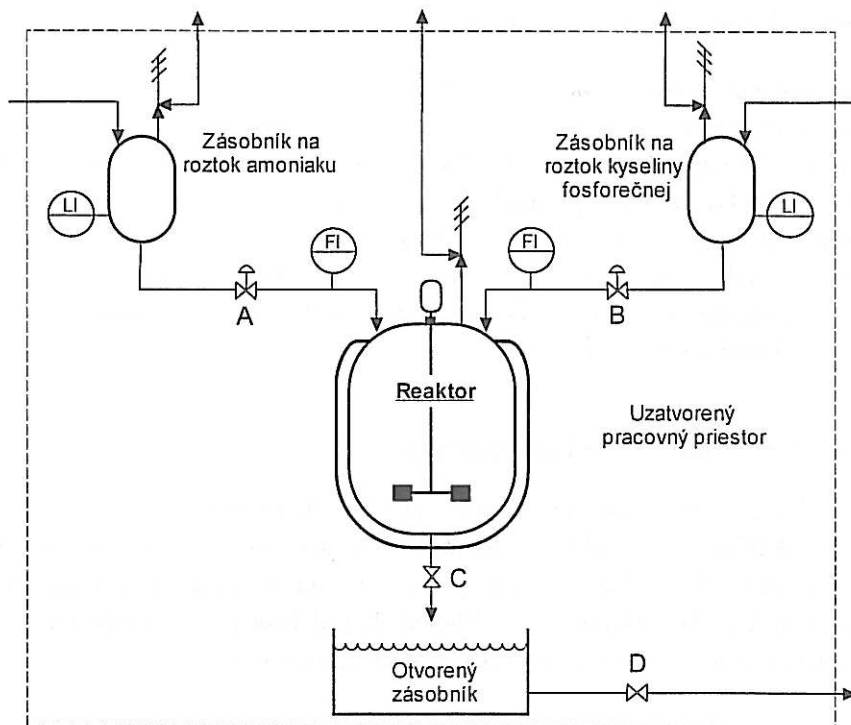 Zásobník na
roztok amoniaku
Zásobník na
roztok kyseliny
fosforečnej
LI
LI
FI
FI
A
B
Reaktor
Uzatvorený
pracovný priestor
C
Otvorený
zásobník
D